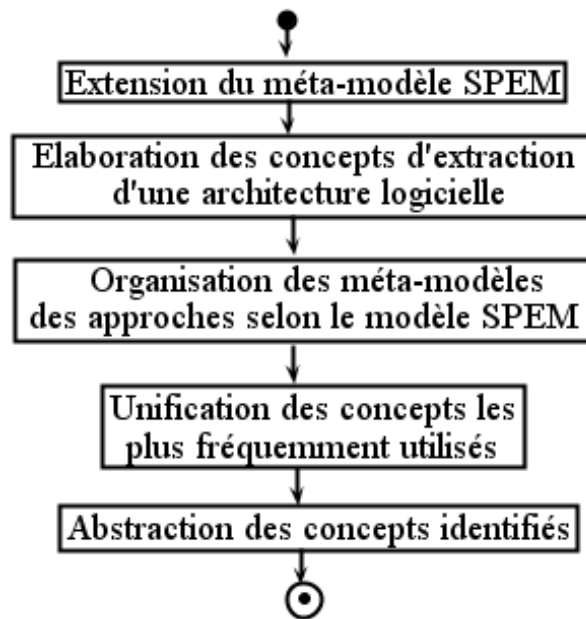 Extension du méta-modèle SPEM
Elaboration des concepts d'extraction
d'une architecture logicielle
Organisation des méta-modèles
des approches selon le modèle SPEM
Unification des concepts les
plus fréquemment utilisés
Abstraction des concepts identifiés